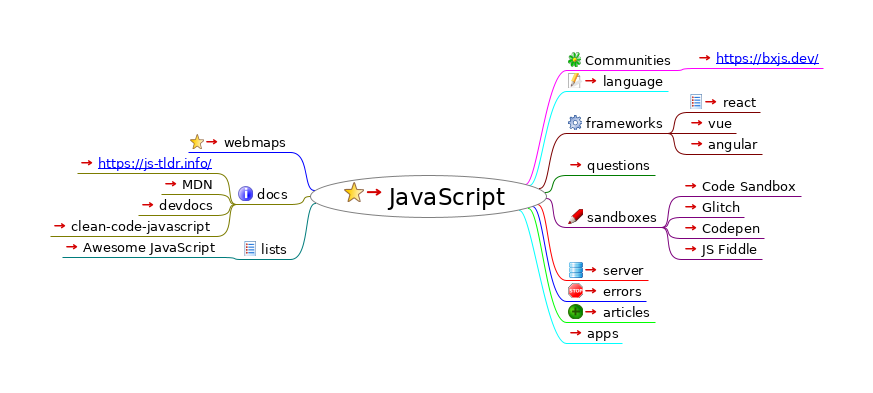 JavaScript
Communities
https://bxjs.dev/
language
frameworks
react
vue
angular
questions
sandboxes
Code Sandbox
Glitch
Codepen
JS Fiddle
server
STOP
errors
articles
apps
webmaps
docs
https://js-tldr.info/
MDN
devdocs
clean-code-javascript
lists
Awesome JavaScript